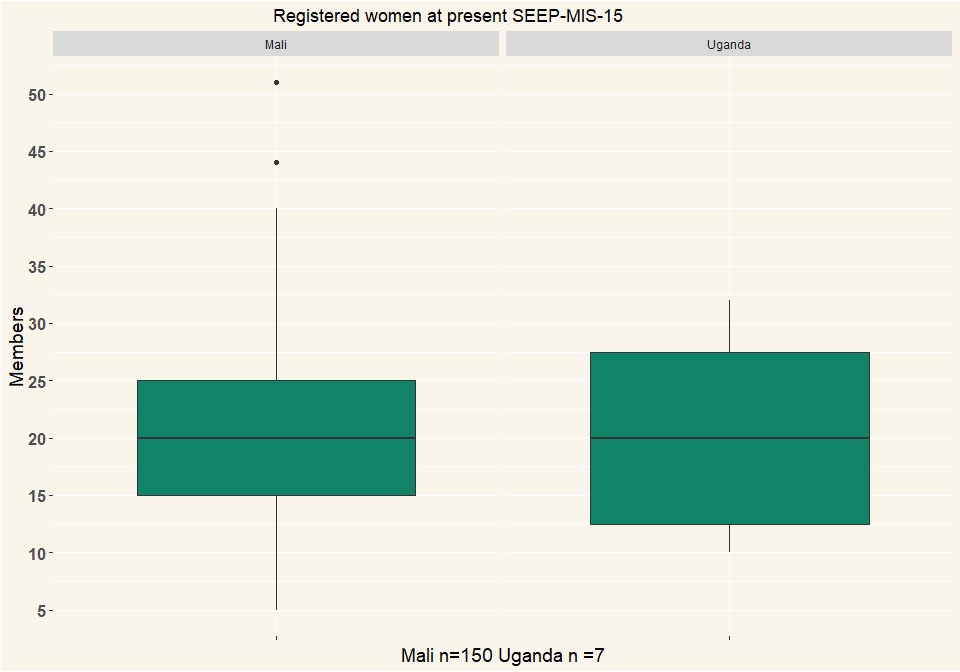 Registered women at present SEEP-MIS-15
Mali
Uganda
50
45
40
35
30
25
20
15
10
5
Members
Mali n=150 Uganda n =7